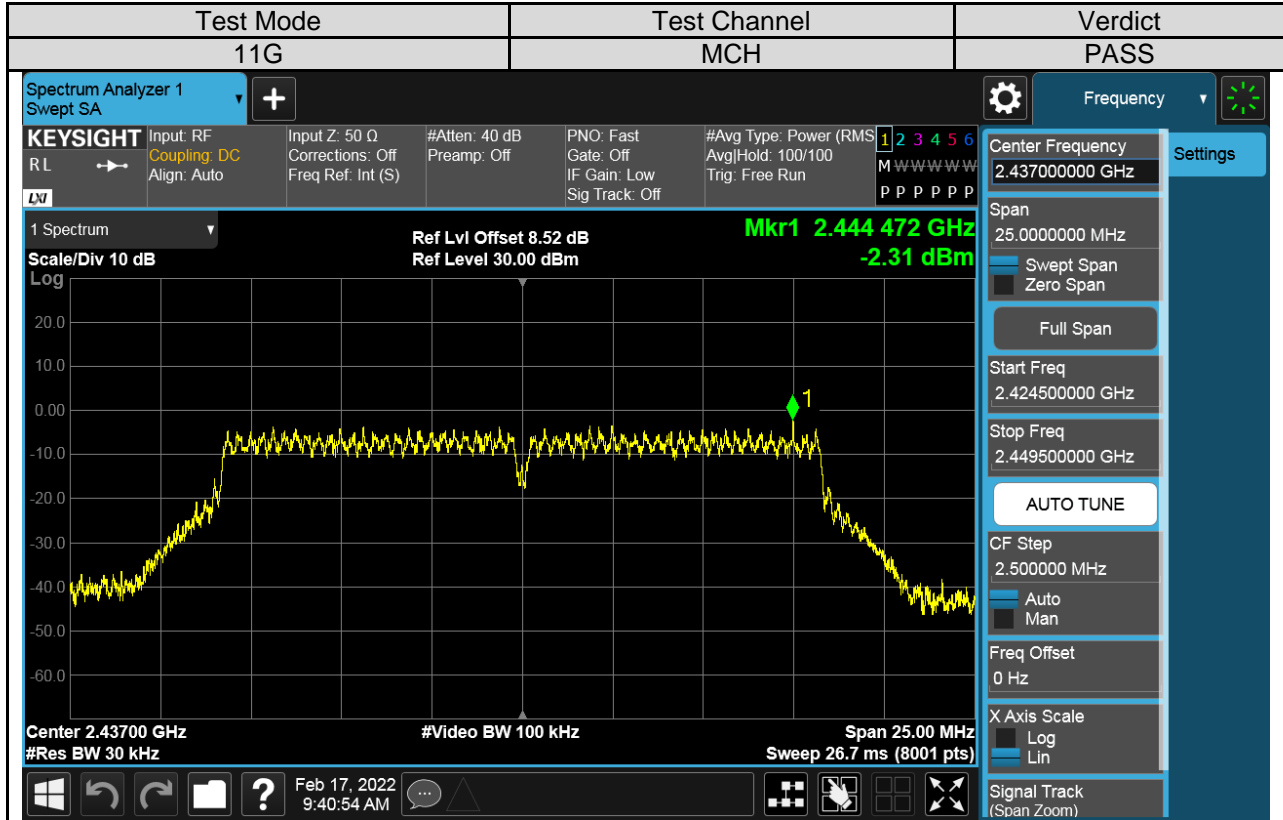 Test Mode Test Channel Verdict
11G MCH PASS
Spectrum Analyzer 1
Swept SA
+
Frequency
KEYSIGHT Input: RF Input Z: 50 Ω #Atten: 40 dB PNO: Fast #Avg Type: Power (RMS 1 2 3 4 5 6
RL Coupling: DC Corrections: Off Preamp: Off Gate: Off Avg|Hold: 100/100 M W W W W W
Align: Auto Freq Ref: Int (S) IF Gain: Low Trig: Free Run
LXI Sig Track: Off P P P P P P
1 Spectrum
Ref Lvl Offset 8.52 dB
Mkr1 2.444 472 GHz
Scale/Div 10 dB Ref Level 30.00 dBm -2.31 dBm
Log
20.0
10.0
1
0.00
-10.0
-20.0
-30.0
-40.0
-50.0
-60.0
Center 2.43700 GHz #Video BW 100 kHz Span 25.00 MHz
#Res BW 30 kHz Sweep 26.7 ms (8001 pts)
Center Frequency
2.437000000 GHz
Settings
Span
25.0000000 MHz
Swept Span
Zero Span
Full Span
Start Freq
2.424500000 GHz
Stop Freq
2.449500000 GHz
AUTO TUNE
CF Step
2.500000 MHz
Auto
Man
Freq Offset
0 Hz
X Axis Scale
Log
Lin
Signal Track
(Span Zoom)
?
Feb 17, 2022
9:40:54 AM